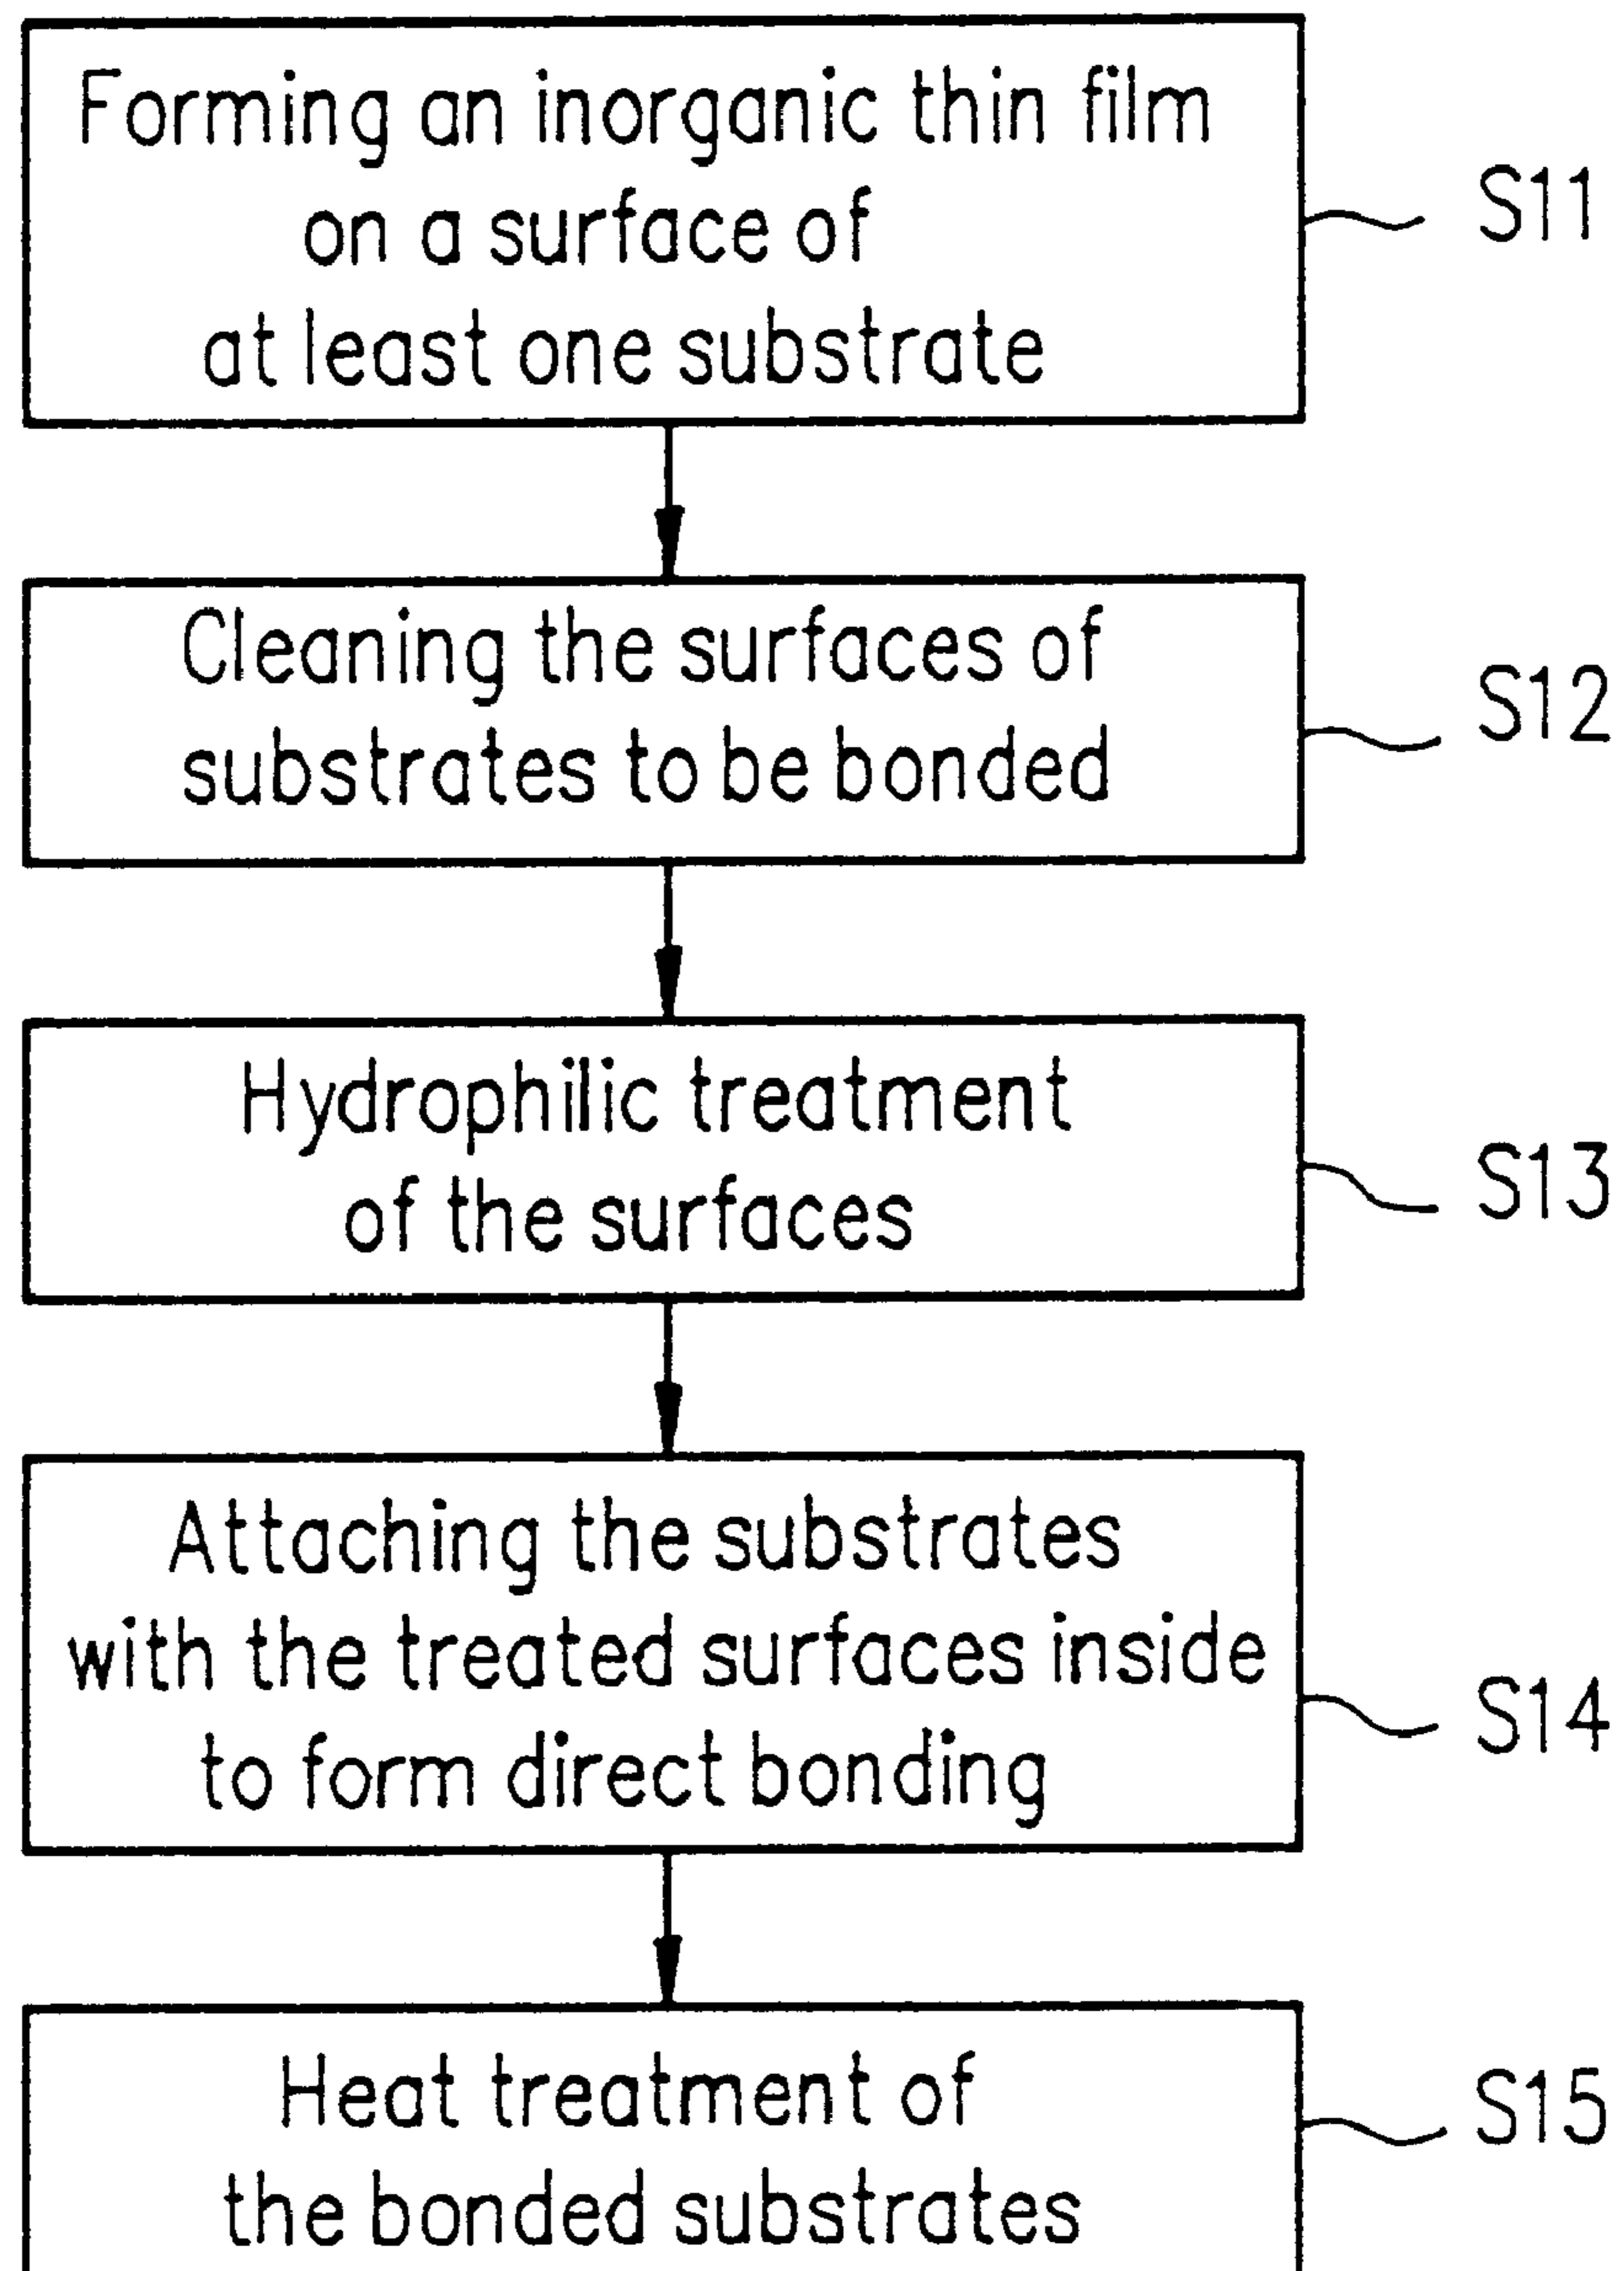 Forming an inorganic thin film
on a surface of
at least one substrate
S11
Cleaning the surfaces of
substrates to be bonded
S12
Hydrophilic treatment
of the surfaces
S13
Attaching the substrates
with the treated surfaces inside
to form direct bonding
S14
Heat treatment of
the bonded substrates
S15